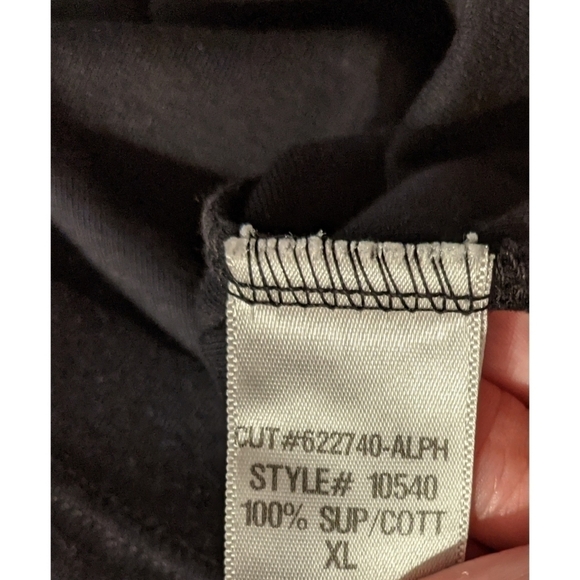 CUT#622740-ALPH
STYLE# 10540
100% SUP/COTT
XL